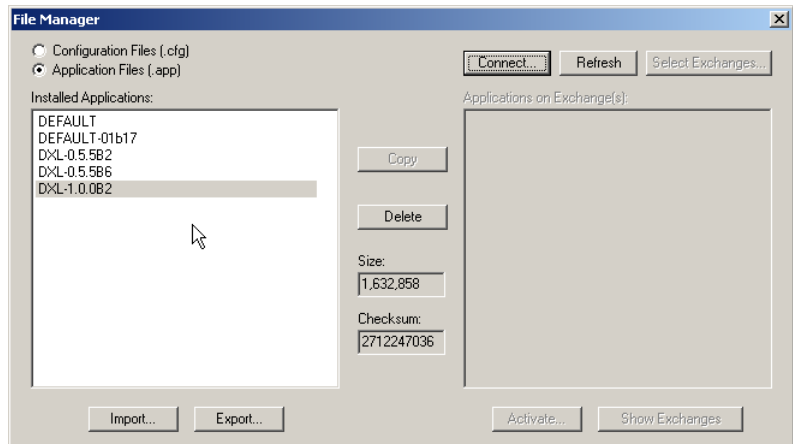 File Manager
Configuration Files (.cfg)
Application Files (.app)
Connect...
Refresh
Select Exchanges...
Installed Applications:
Applications on Exchange(s):
DEFAULT
DEFAULT-01b17
DXL-0.5.5B2
DXL-0.5.5B6
DXL-1.0.0B2
Copy
Delete
Size:
1,632,858
Checksum:
2712247036
Import...
Export...
Activate...
Show Exchanges